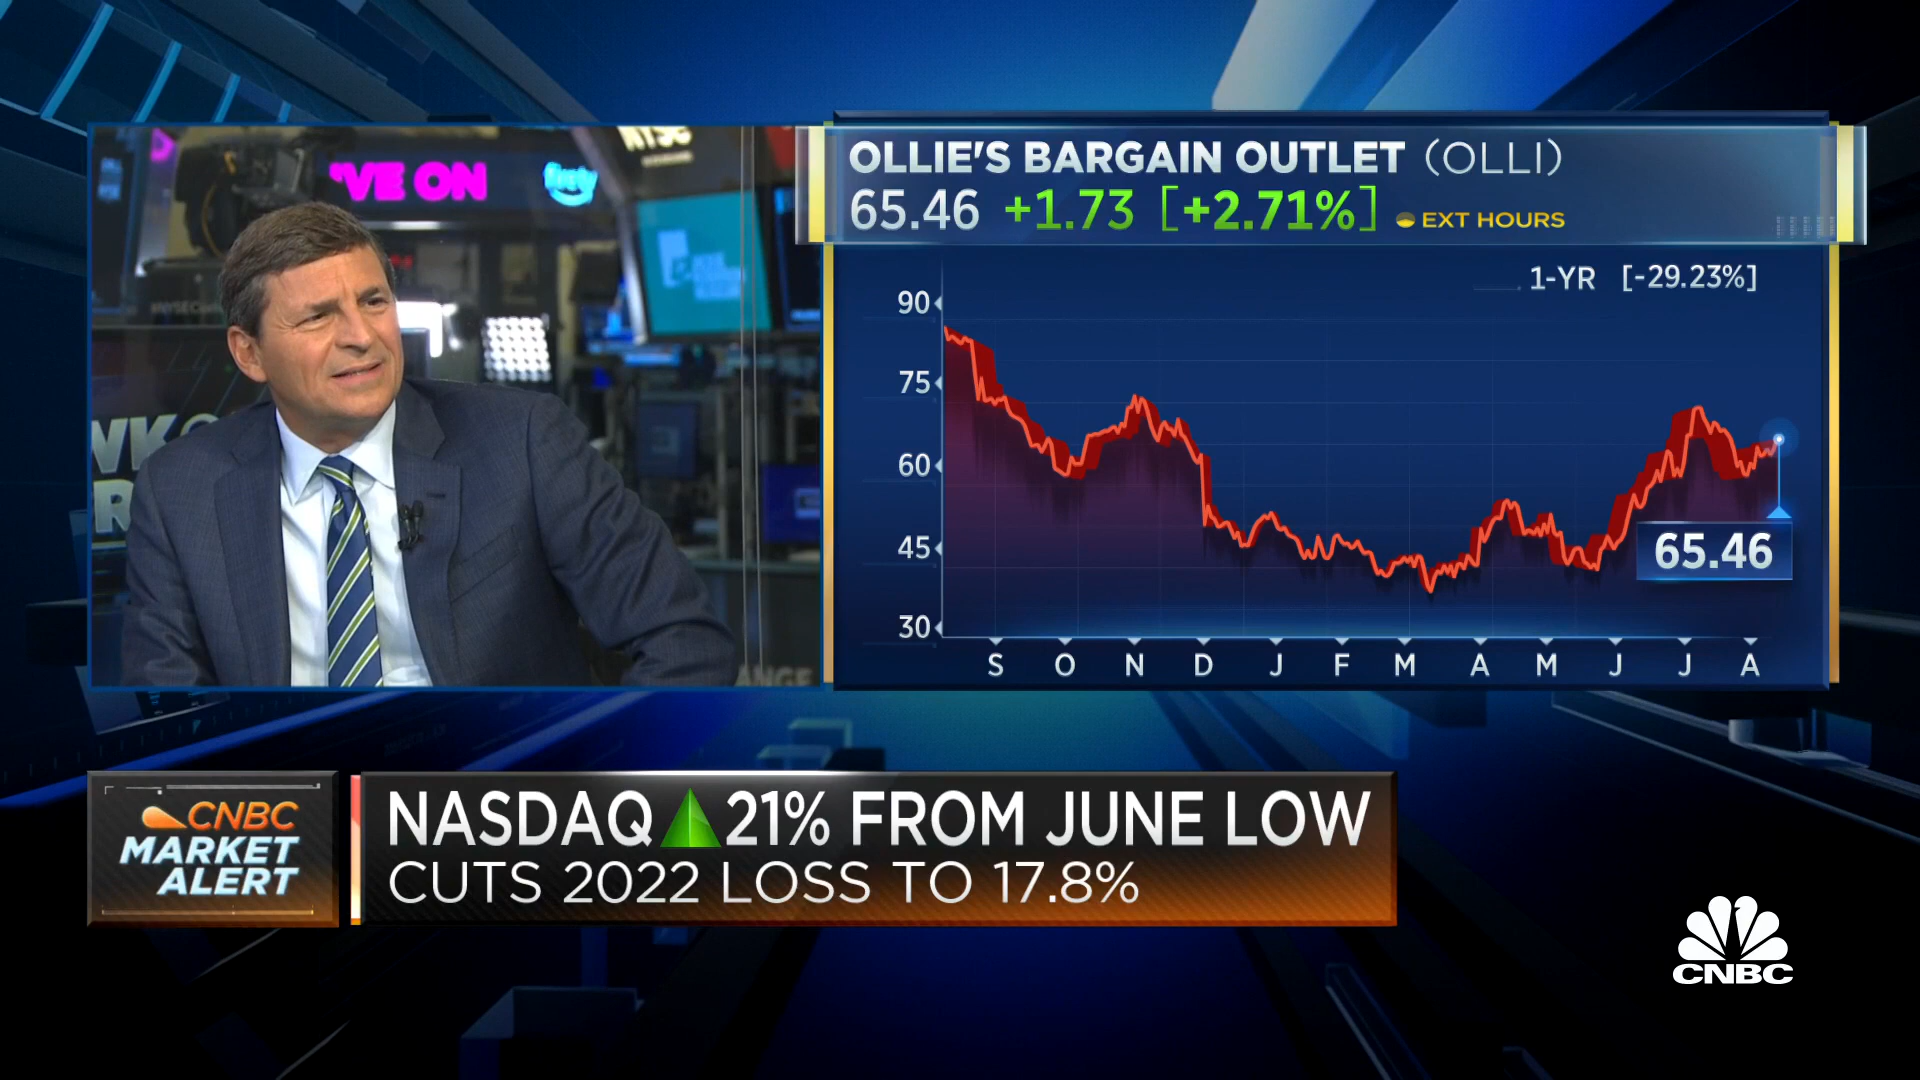 'VE ON
NYSE
OLLIE'S BARGAIN OUTLET (OLLI)
65.46 +1.73 [+2.71%] EXT HOURS
1-YR [-29.23%]
90
75
60
45
30
65.46
S O N D J F M A M J J A
ANGE
CNBC
MARKET
ALERT
NASDAQ 21% FROM JUNE LOW
CUTS 2022 LOSS TO 17.8%
CNBC